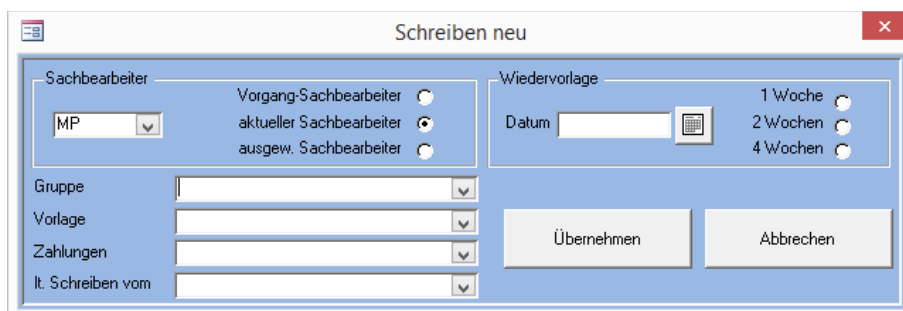 Schreiben neu
Sachbearbeiter
MP
Vorgang-Sachbearbeiter
aktueller Sachbearbeiter
ausgew. Sachbearbeiter
Wiedervorlage
Datum
1 Woche
2 Wochen
4 Wochen
Gruppe
Vorlage
Zahlungen
lt. Schreiben vom
Übernehmen
Abbrechen